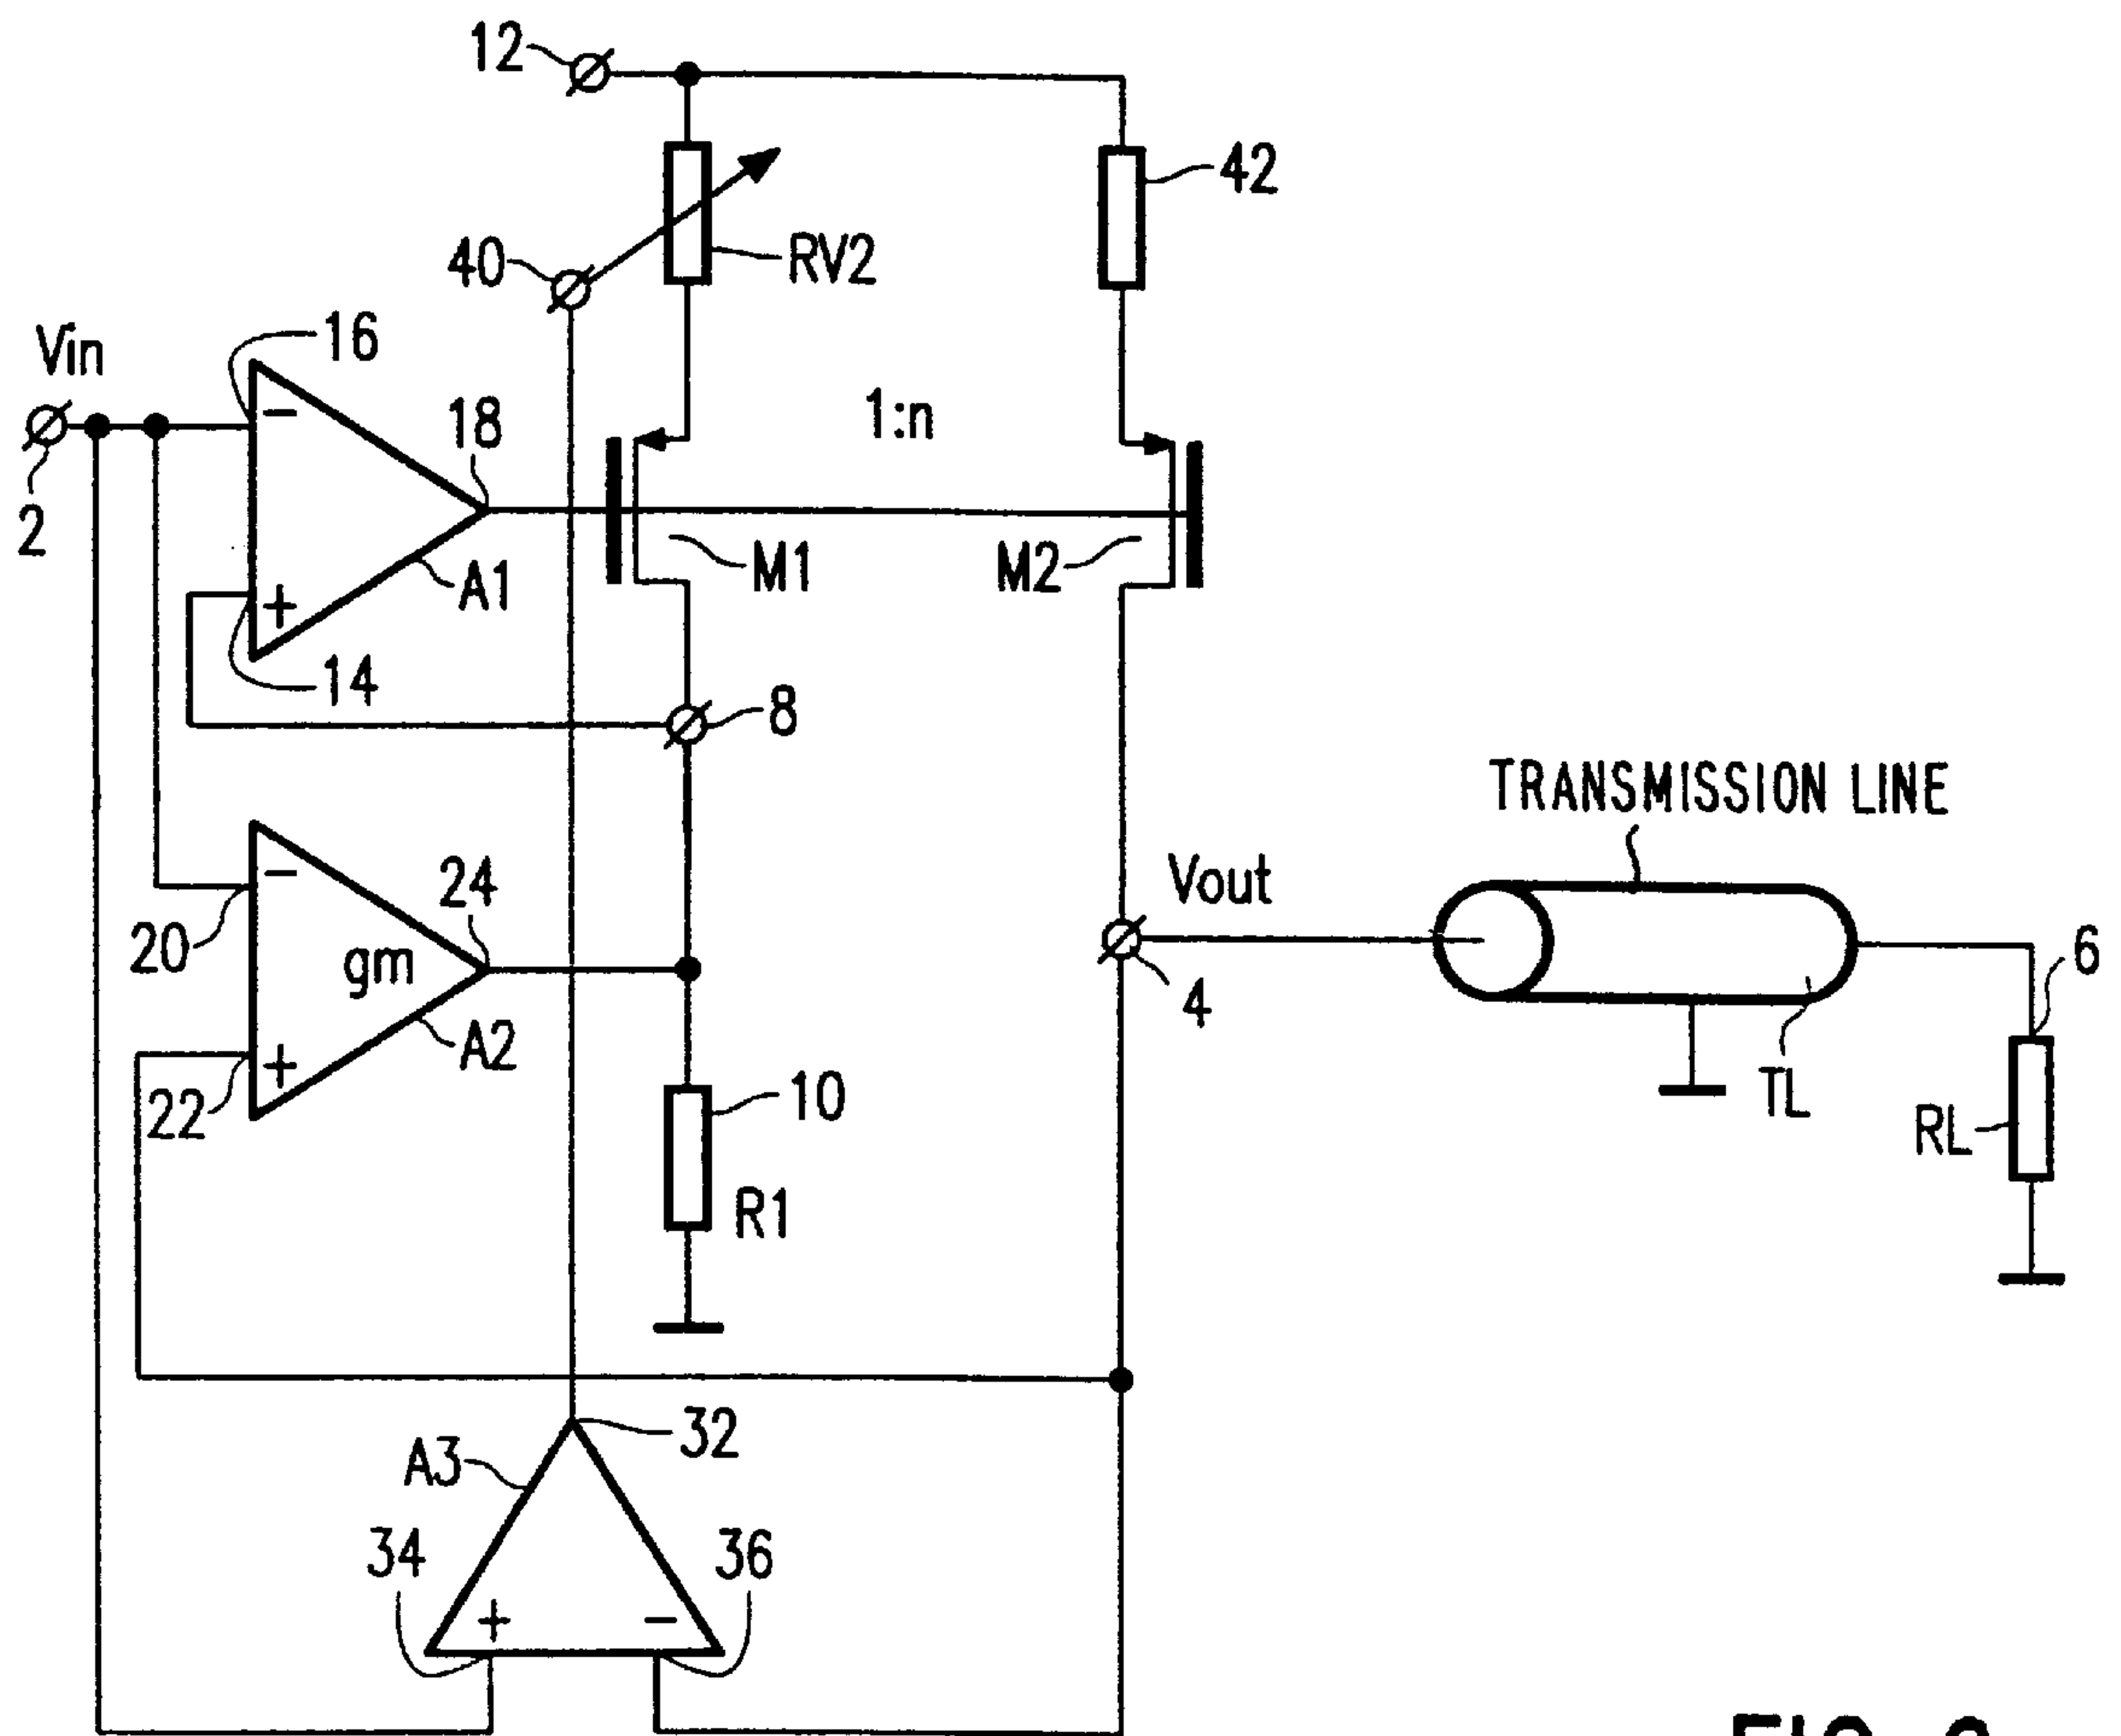 12
42
40
RV2
Vin
16
18
1:n
2
A1
M1
M2
-
+
14
8
TRANSMISSION LINE
Vout
-
24
20
gm
6
4
A2
+
22
10
TL
RL
R1
32
A3
34
36
+
-